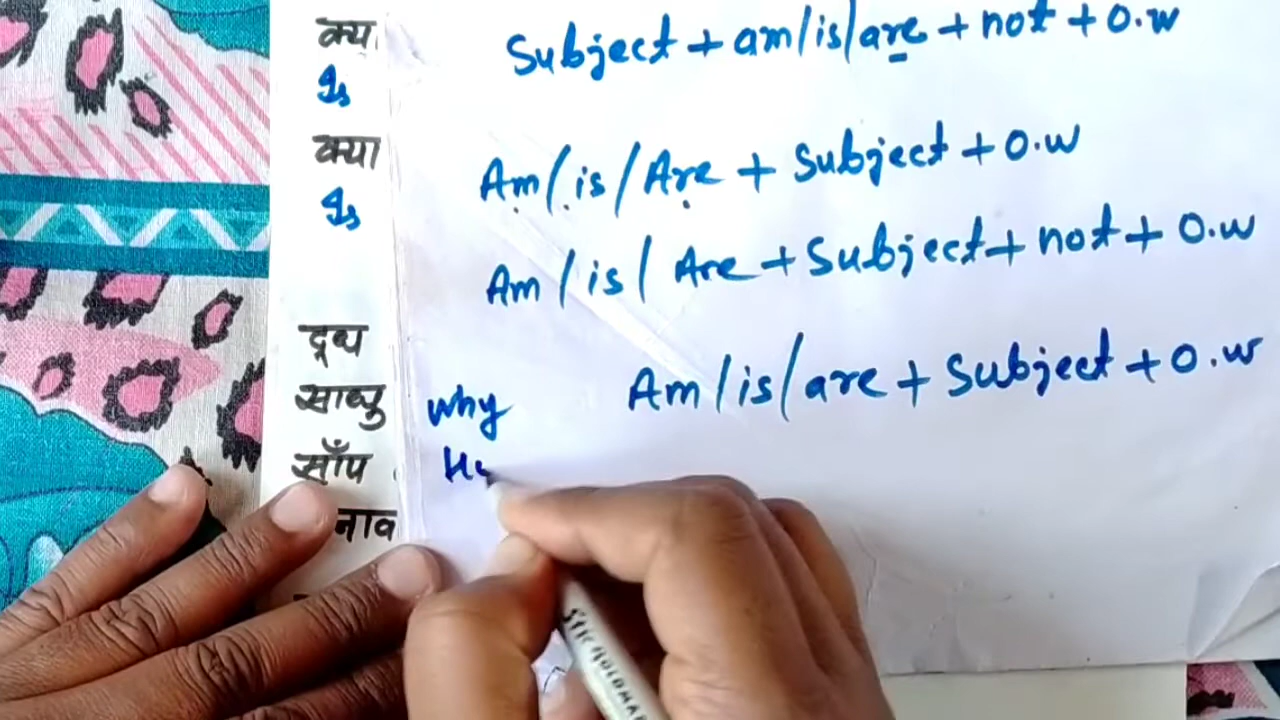 क्या
Is
क्या
Is
द्रव्य
साबु
साँप
नाव
Subject + am/is/are + not + O.W
Am/is/Are + Subject + O.W
Am/is/Are + Subject + not + O.W
Why Am/is/are + Subject + O.W